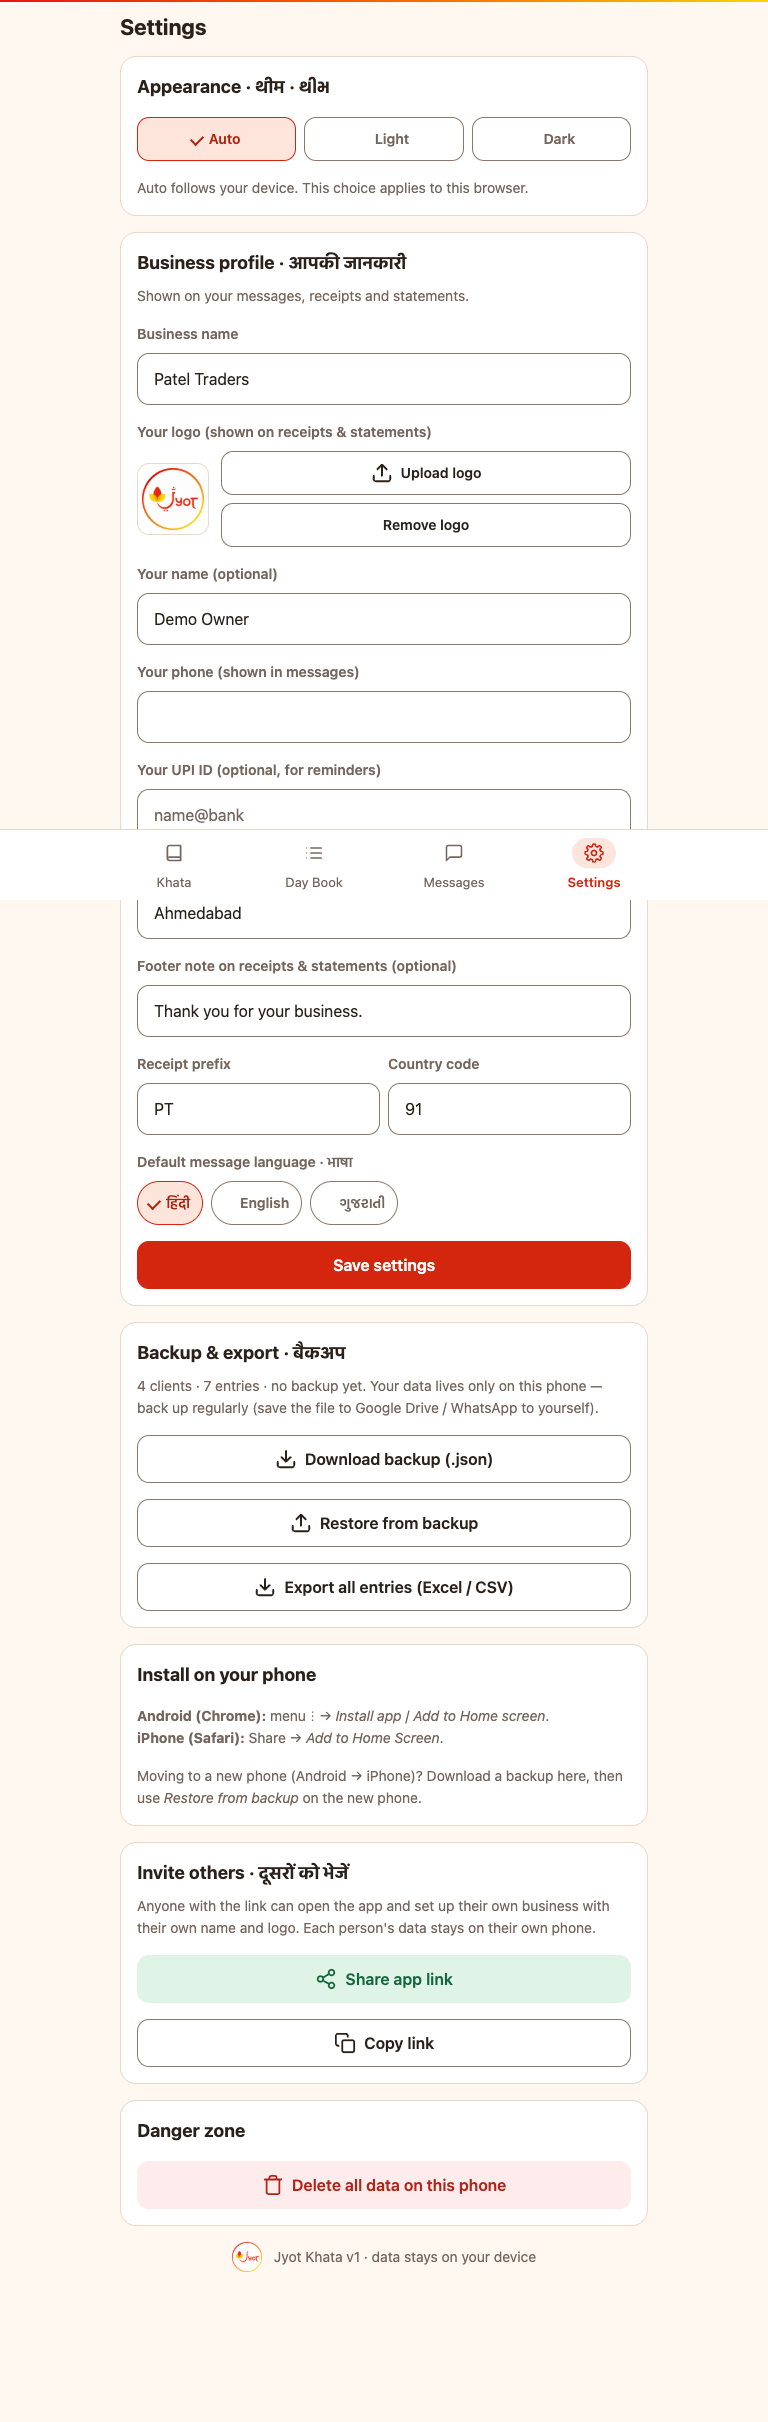 Settings
Appearance · थीम · થીમ
Auto
Light
Dark
Auto follows your device. This choice applies to this browser.
Business profile · आपकी जानकारी
Shown on your messages, receipts and statements.
Business name
Patel Traders
Your logo (shown on receipts & statements)
Jyot
Upload logo
Remove logo
Your name (optional)
Demo Owner
Your phone (shown in messages)
Your UPI ID (optional, for reminders)
name@bank
Khata
Day Book
Messages
Settings
Ahmedabad
Footer note on receipts & statements (optional)
Thank you for your business.
Receipt prefix
Country code
PT
91
Default message language · भाषा
हिंदी
English
ગુજરાતી
Save settings
Backup & export · बैकअप
4 clients · 7 entries · no backup yet. Your data lives only on this phone —
back up regularly (save the file to Google Drive / WhatsApp to yourself).
Download backup (.json)
Restore from backup
Export all entries (Excel / CSV)
Install on your phone
Android (Chrome): menu ⋮ → Install app / Add to Home screen.
iPhone (Safari): Share → Add to Home Screen.
Moving to a new phone (Android → iPhone)? Download a backup here, then
use Restore from backup on the new phone.
Invite others · दूसरों को भेजें
Anyone with the link can open the app and set up their own business with
their own name and logo. Each person's data stays on their own phone.
Share app link
Copy link
Danger zone
Delete all data on this phone
Jyot
Jyot Khata v1 · data stays on your device